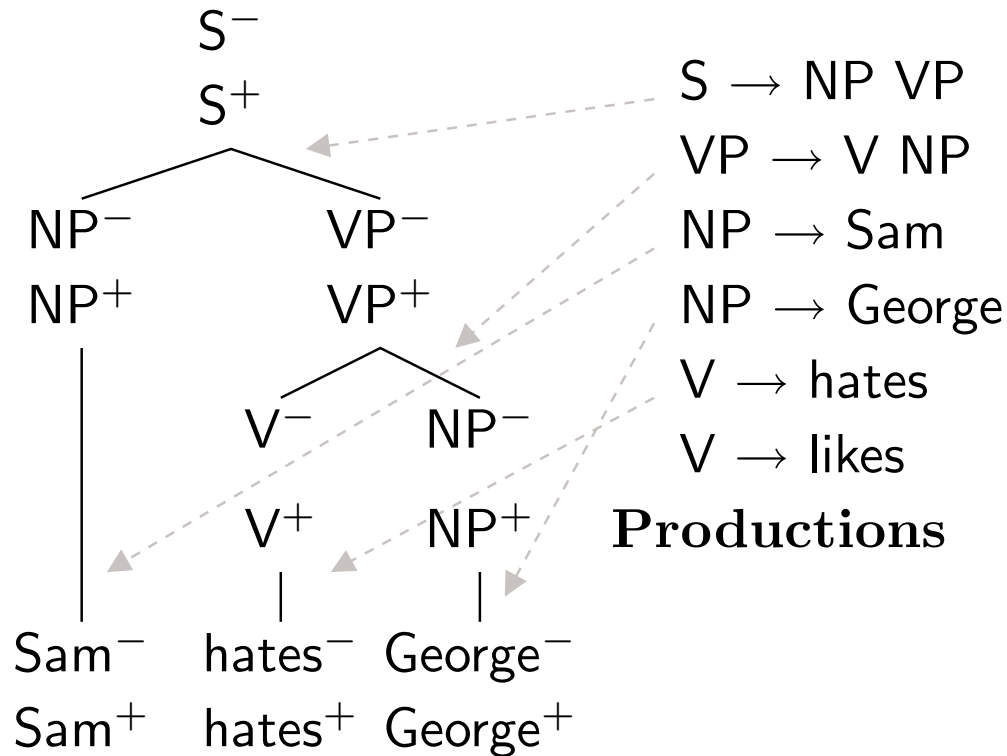 S⁻
S⁺
NP⁻ VP⁻
NP⁺ VP⁺
V⁻ NP⁻
V⁺ NP⁺
Sam⁻ hates⁻ George⁻
Sam⁺ hates⁺ George⁺
S → NP VP
VP → V NP
NP → Sam
NP → George
V → hates
V → likes
Productions